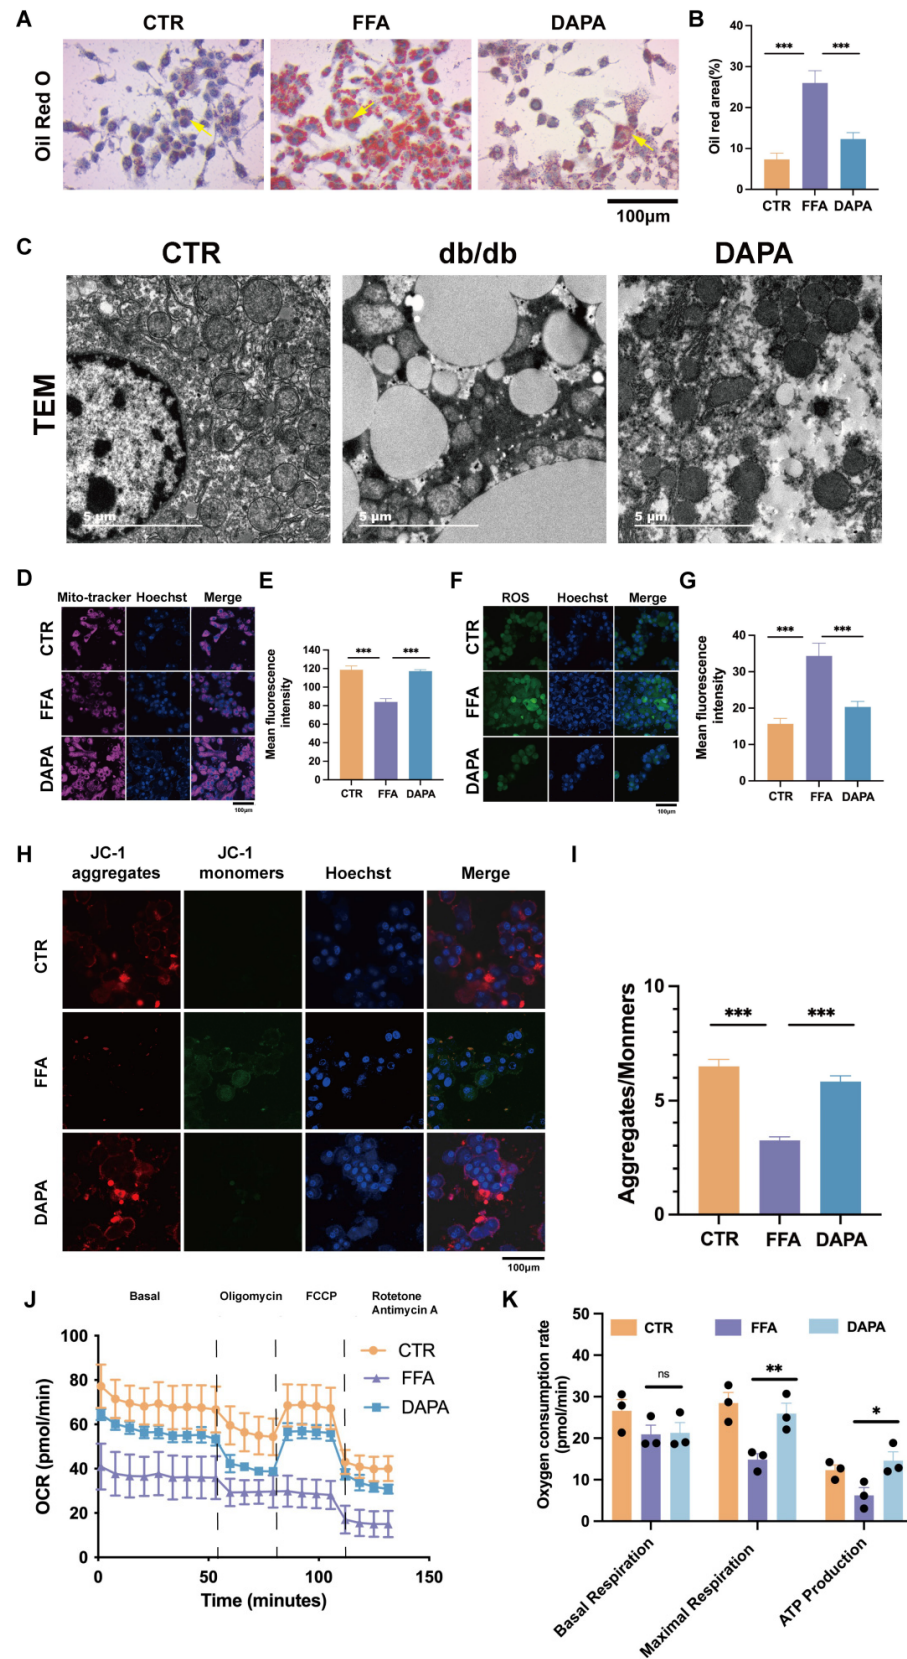 A
CTR
FFA
DAPA
Oil Red O
100μm
B
Oil red area(%)
40
30
20
10
0
***
***
CTR
FFA
DAPA
C
CTR
db/db
DAPA
TEM
5 μm
5 μm
5 μm
D
Mito-tracker
Hoechst
Merge
CTR
FFA
DAPA
100μm
E
Mean fluorescence
intensity
140
120
100
80
60
40
20
0
***
***
CTR
FFA
DAPA
F
ROS
Hoechst
Merge
CTR
FFA
DAPA
100μm
G
Mean fluorescence
intensity
40
30
20
10
0
***
***
CTR
FFA
DAPA
H
JC-1
aggregates
JC-1
monomers
Hoechst
Merge
CTR
FFA
DAPA
100μm
I
Aggregates/Monmers
10
5
0
***
***
CTR
FFA
DAPA
J
Basal
Oligomycin
FCCP
Rotetone
Antimycin A
OCR (pmol/min)
100
80
60
40
20
0
CTR
FFA
DAPA
0
50
100
150
Time (minutes)
K
Oxygen consumption rate
(pmol/min)
50
40
30
20
10
0
CTR
FFA
DAPA
ns
**
*
Basal Respiration
Maximal Respiration
ATP Production